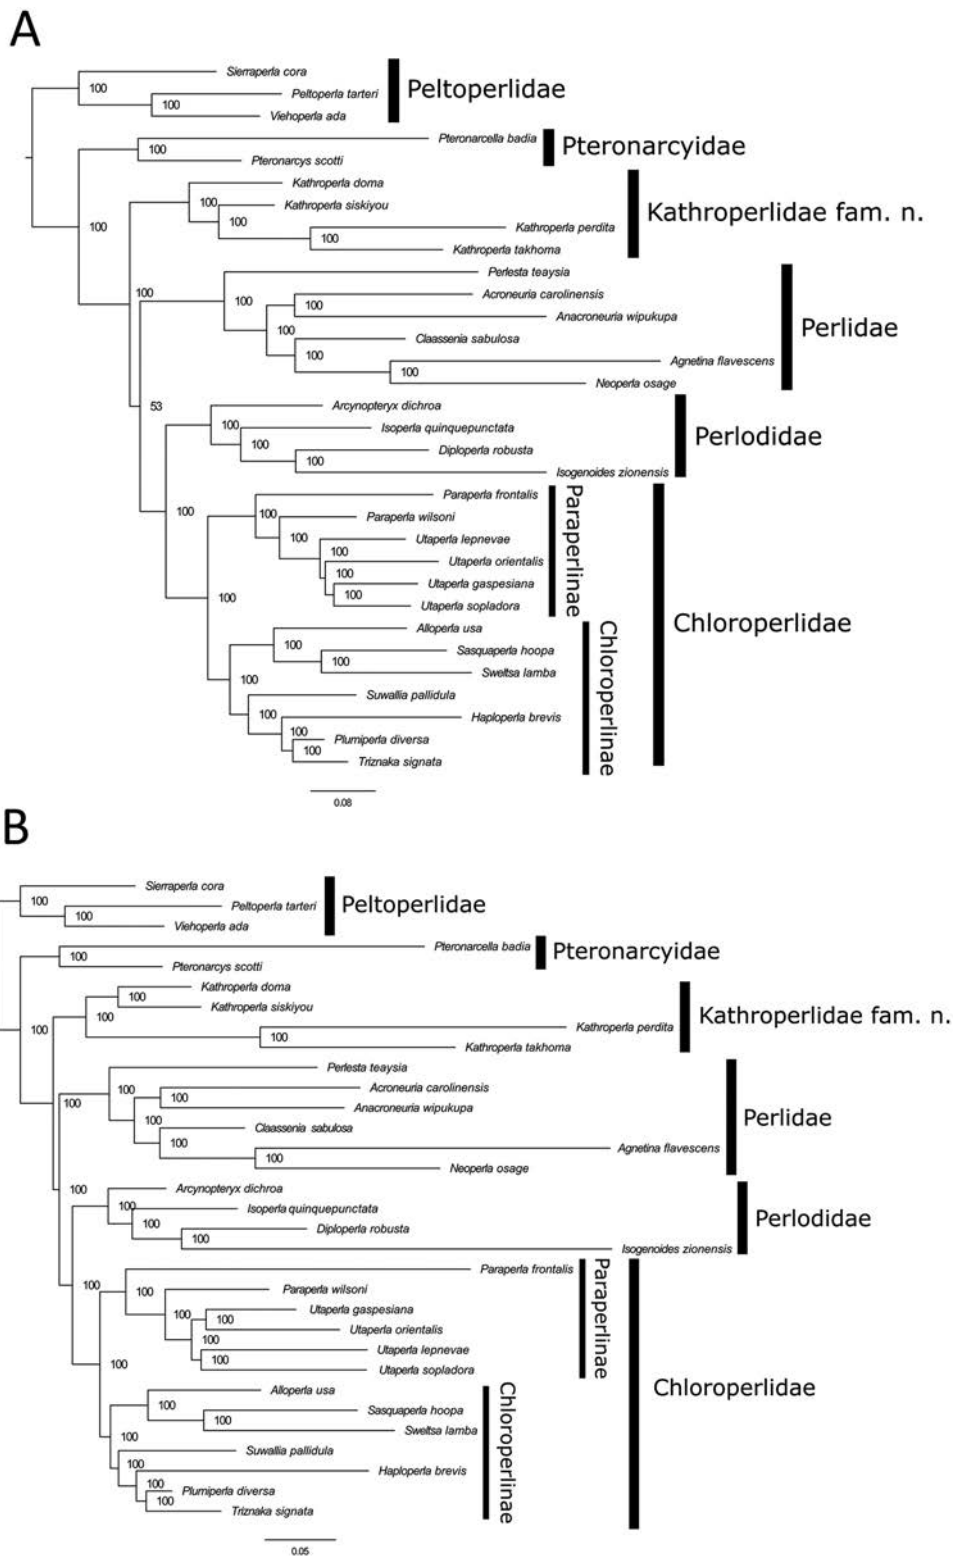 A
Sierraperla cora
100
Peltoperla tarteri
Peltoperlidae
100
Viehoperla ada
Pteronarcella badia
100
Pteronarcyidae
Pteronarcys scotti
Kathroperla doma
100
Kathroperla siskiyou
Kathroperlidae fam. n.
100
100
Kathroperla perdita
100
Kathroperla takhoma
Perlesta teaysia
100
Acroneuria carolinensis
100
100
Anacroneuria wipukupa
Perlidae
100
Claassenia sabulosa
100
Agnetina flavescens
100
Neoperla osage
53
Arcynopteryx dichroa
100
Isoperla quinquepunctata
Perlodidae
100
Diploperla robusta
100
Isogenoides zionensis
Paraperla frontalis
100
100
Paraperla wilsoni
100
Utaperla lepnevae
100
Utaperla orientalis
Paraperlinae
100
Utaperla gaspesiana
100
Utaperla sopladora
100
Chloroperlidae
Alloperla usa
100
Sasquaperla hoopa
100
Sweltsa lamba
100
Chloroperlinae
Suwallia pallidula
100
Haploperla brevis
100
Plumiperla diversa
100
Triznaka signata
0.08
B
Sierraperla cora
100
Peltoperla tarteri
Peltoperlidae
100
Viehoperla ada
Pteronarcella badia
100
Pteronarcyidae
Pteronarcys scotti
Kathroperla doma
100
Kathroperla siskiyou
Kathroperlidae fam. n.
100
100
Kathroperla perdita
100
Kathroperla takhoma
Perlesta teaysia
100
Acroneuria carolinensis
100
100
Anacroneuria wipukupa
Perlidae
100
Claassenia sabulosa
100
Agnetina flavescens
100
Neoperla osage
100
Arcynopteryx dichroa
100
Isoperla quinquepunctata
Perlodidae
100
Diploperla robusta
100
Isogenoides zionensis
Paraperla frontalis
100
100
Paraperla wilsoni
100
Utaperla gaspesiana
100
Utaperla orientalis
Paraperlinae
100
Utaperla lepnevae
100
Utaperla sopladora
100
Chloroperlidae
Alloperla usa
100
Sasquaperla hoopa
100
Sweltsa lamba
100
Chloroperlinae
Suwallia pallidula
100
Haploperla brevis
100
Plumiperla diversa
100
Triznaka signata
0.05